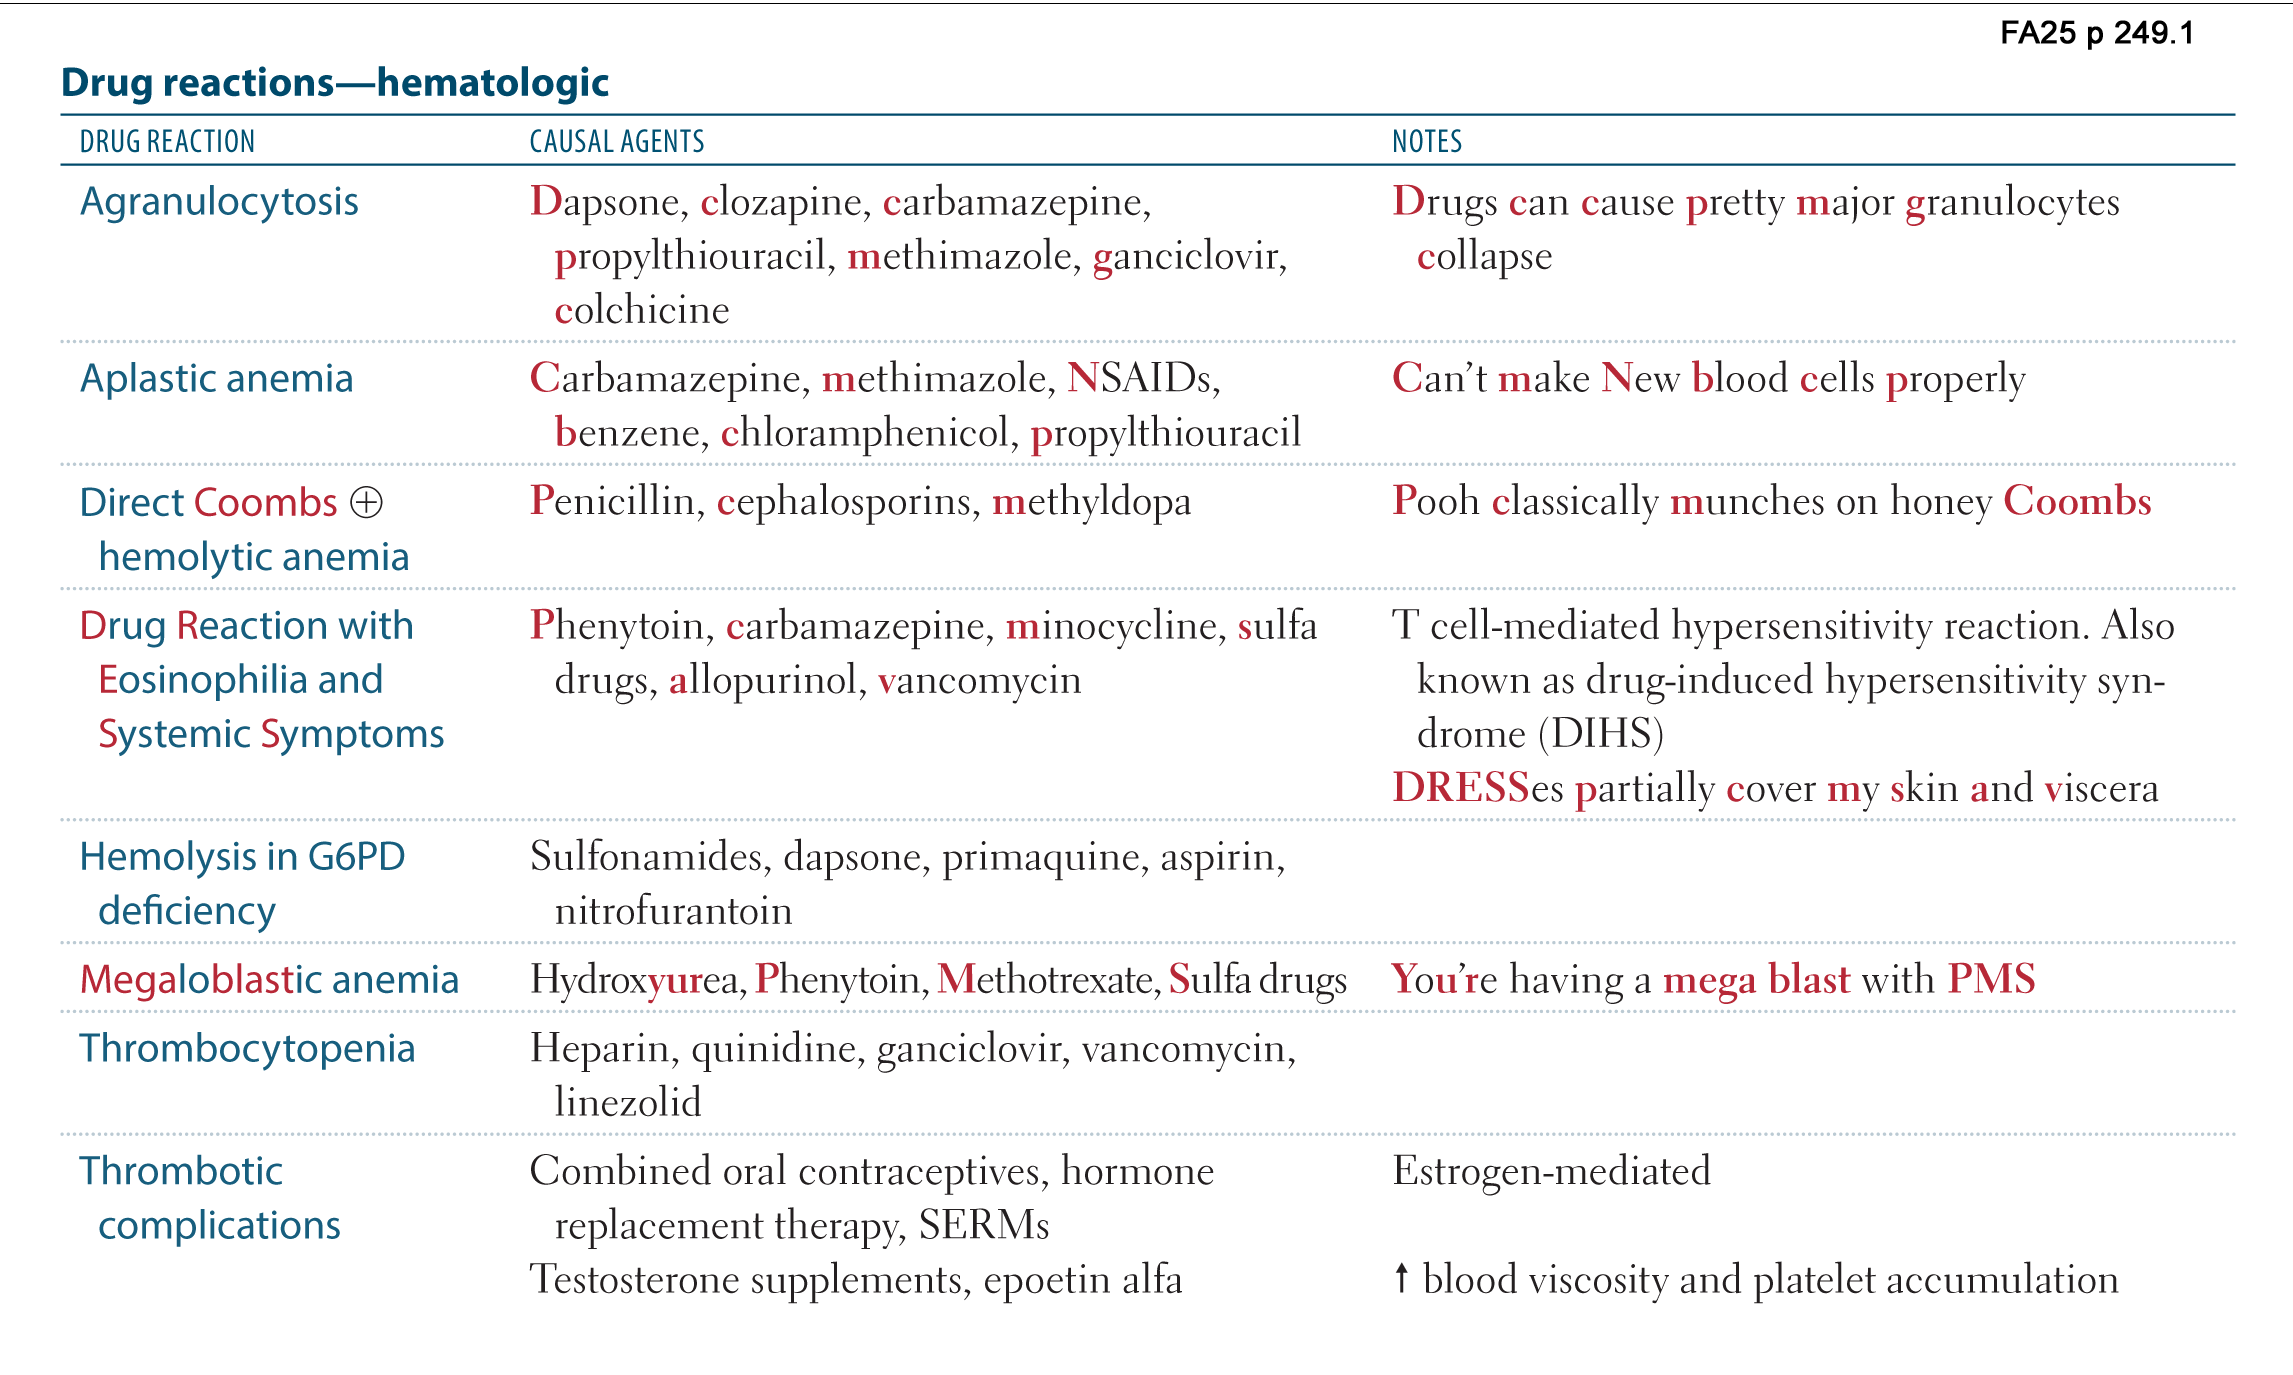 FA25 p 249.1
Drug reactions—hematologic
DRUG REACTION CAUSAL AGENTS NOTES
Agranulocytosis Dapsone, clozapine, carbamazepine, Drugs can cause pretty major granulocytes
propylthiouracil, methimazole, ganciclovir, collapse
colchicine
Aplastic anemia Carbamazepine, methimazole, NSAIDs, Can’t make New blood cells properly
benzene, chloramphenicol, propylthiouracil
Direct Coombs ⊕ Penicillin, cephalosporins, methyldopa Pooh classically munches on honey Coombs
hemolytic anemia
Drug Reaction with Phenytoin, carbamazepine, minocycline, sulfa T cell-mediated hypersensitivity reaction. Also
Eosinophilia and drugs, allopurinol, vancomycin known as drug-induced hypersensitivity syn-
Systemic Symptoms drome (DIHS)
DRESSes partially cover my skin and viscera
Hemolysis in G6PD Sulfonamides, dapsone, primaquine, aspirin,
deficiency nitrofurantoin
Megaloblastic anemia Hydroxyurea, Phenytoin, Methotrexate, Sulfa drugs You’re having a mega blast with PMS
Thrombocytopenia Heparin, quinidine, ganciclovir, vancomycin,
linezolid
Thrombotic Combined oral contraceptives, hormone Estrogen-mediated
complications replacement therapy, SERMs
Testosterone supplements, epoetin alfa ↑ blood viscosity and platelet accumulation